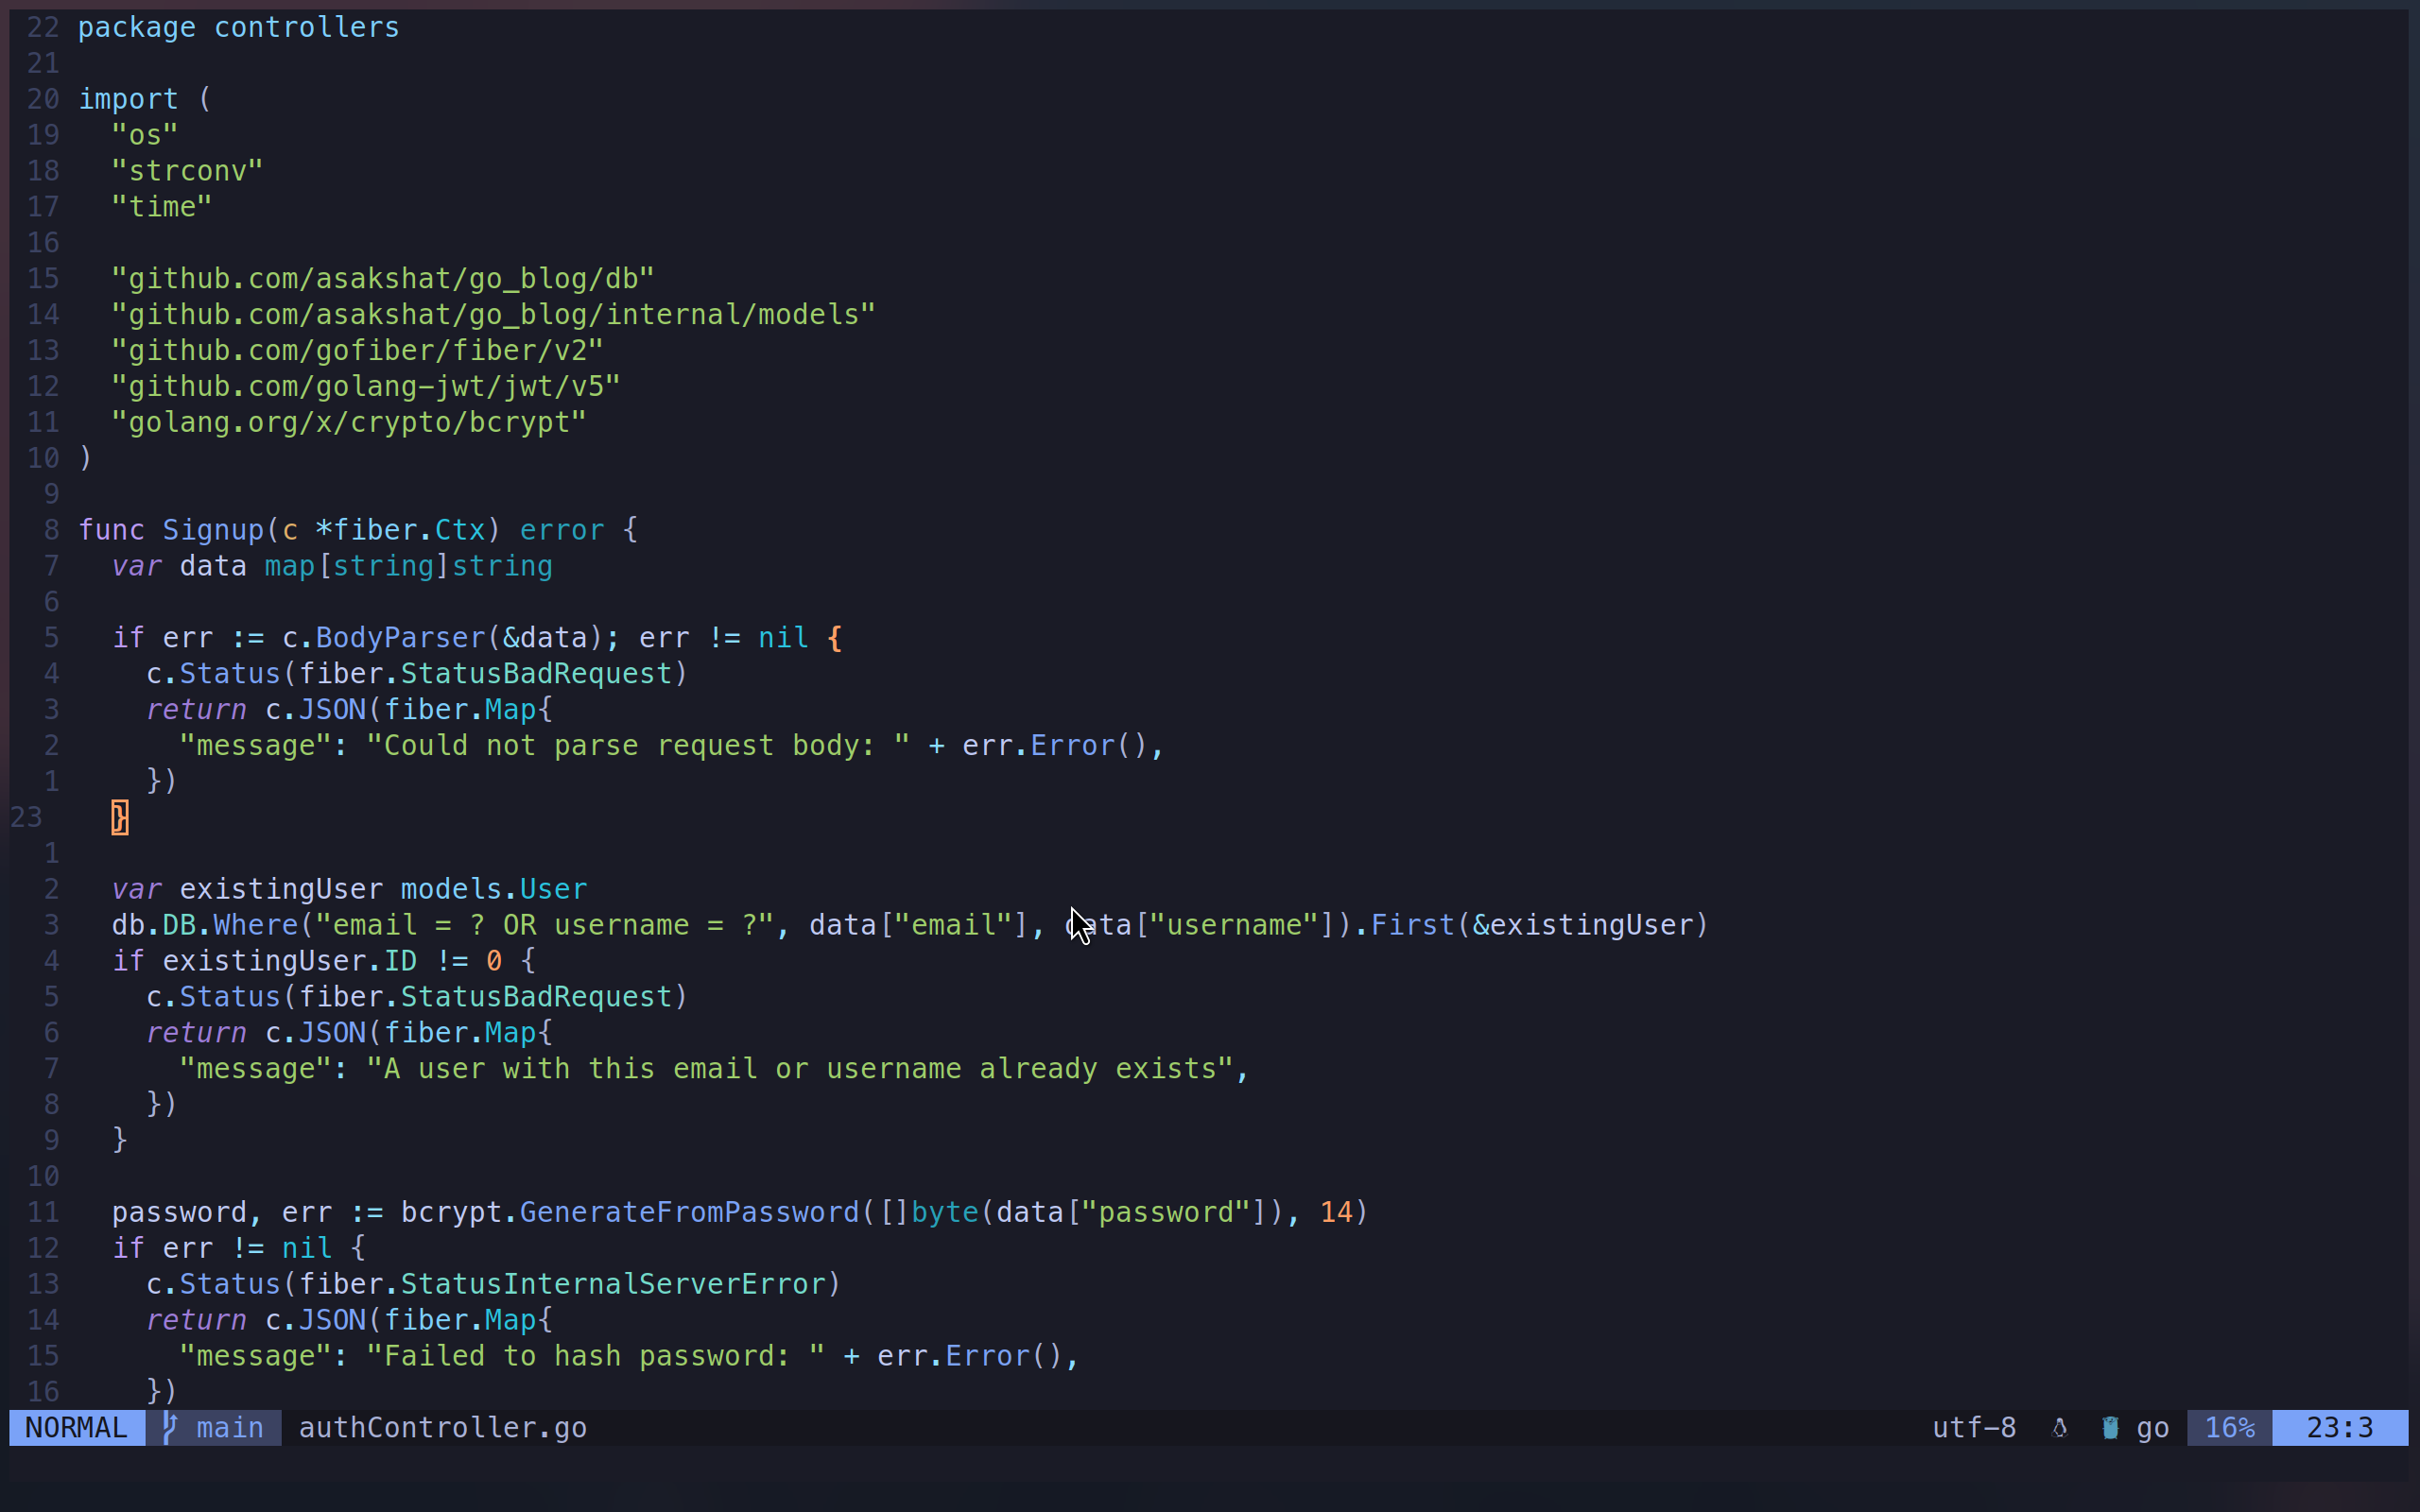 22 package controllers
21
20 import (
19   "os"
18   "strconv"
17   "time"
16
15   "github.com/asakshat/go_blog/db"
14   "github.com/asakshat/go_blog/internal/models"
13   "github.com/gofiber/fiber/v2"
12   "github.com/golang-jwt/jwt/v5"
11   "golang.org/x/crypto/bcrypt"
10 )
9
8 func Signup(c *fiber.Ctx) error {
7   var data map[string]string
6
5   if err := c.BodyParser(&data); err != nil {
4     c.Status(fiber.StatusBadRequest)
3     return c.JSON(fiber.Map{
2       "message": "Could not parse request body: " + err.Error(),
1     })
23   }
1
2   var existingUser models.User
3   db.DB.Where("email = ? OR username = ?", data["email"], data["username"]).First(&existingUser)
4   if existingUser.ID != 0 {
5     c.Status(fiber.StatusBadRequest)
6     return c.JSON(fiber.Map{
7       "message": "A user with this email or username already exists",
8     })
9   }
10
11   password, err := bcrypt.GenerateFromPassword([]byte(data["password"]), 14)
12   if err != nil {
13     c.Status(fiber.StatusInternalServerError)
14     return c.JSON(fiber.Map{
15       "message": "Failed to hash password: " + err.Error(),
16     })
NORMAL main authController.go utf-8 go 16% 23:3